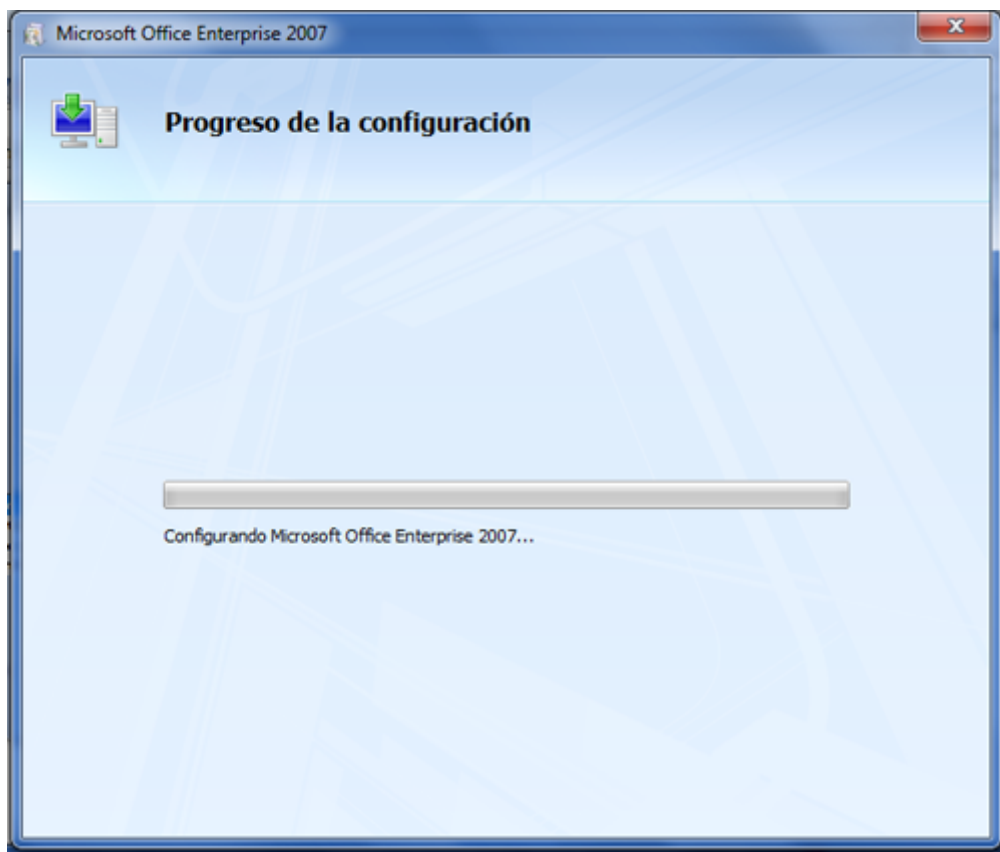 Microsoft Office Enterprise 2007
Progreso de la configuración
Configurando Microsoft Office Enterprise 2007...